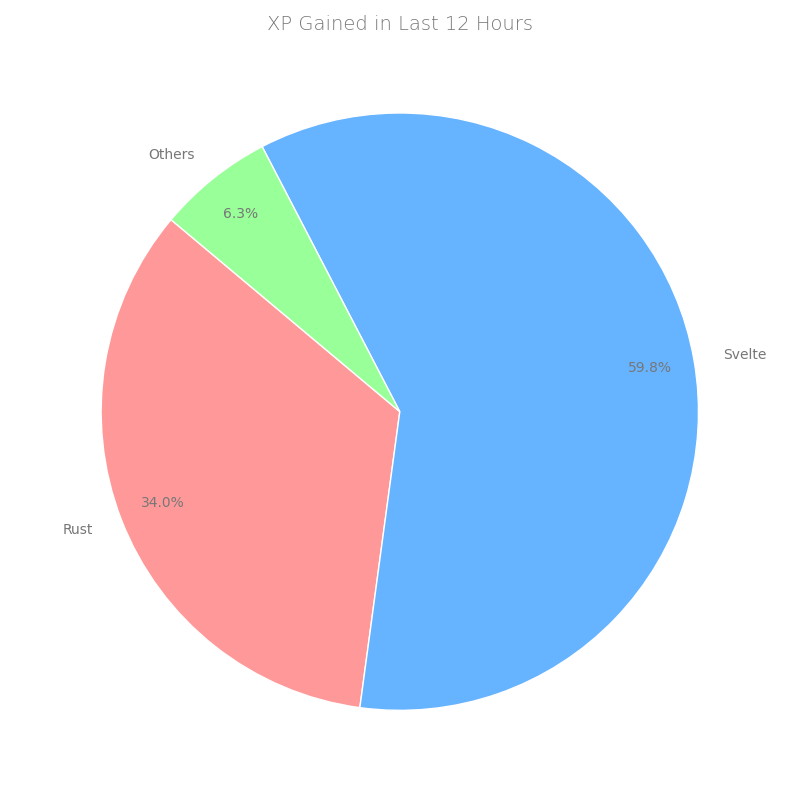 XP Gained in Last 12 Hours
Others
6.3%
Svelte
59.8%
34.0%
Rust